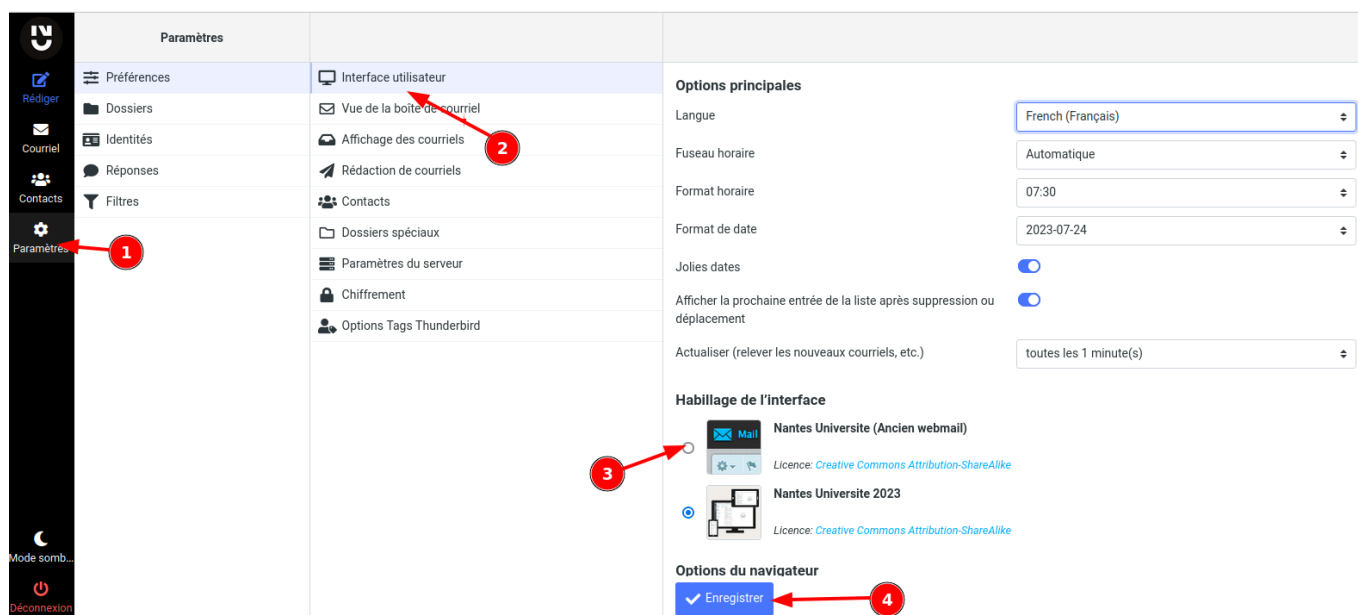 NU
Rédiger
Courriel
Contacts
Paramètres
Mode somb...
Déconnexion
Paramètres
Préférences
Dossiers
Identités
Réponses
Filtres
Interface utilisateur
Vue de la boîte de courriel
Affichage des courriels
Rédaction de courriels
Contacts
Dossiers spéciaux
Paramètres du serveur
Chiffrement
Options Tags Thunderbird
1
2
3
4
Options principales
Langue
French (Français)
Fuseau horaire
Automatique
Format horaire
07:30
Format de date
2023-07-24
Jolies dates
Afficher la prochaine entrée de la liste après suppression ou
déplacement
Actualiser (relever les nouveaux courriels, etc.)
toutes les 1 minute(s)
Habillage de l'interface
Mail
Nantes Universite (Ancien webmail)
Licence: Creative Commons Attribution-ShareAlike
Nantes Universite 2023
Licence: Creative Commons Attribution-ShareAlike
Options du navigateur
Enregistrer